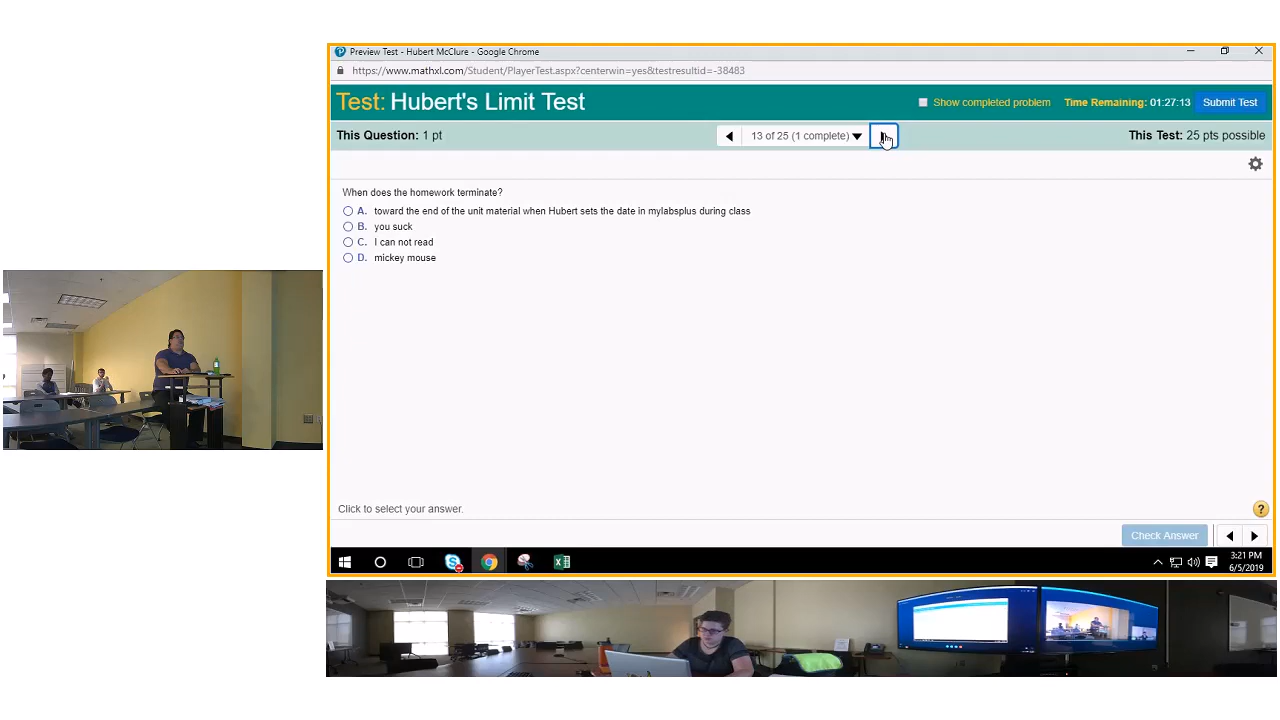 Preview Test - Hubert McClure - Google Chrome
https://www.mathxl.com/Student/PlayerTest.aspx?centerwin=yes&testresultid=-38483
Test: Hubert's Limit Test
Show completed problem
Time Remaining: 01:27:13
Submit Test
This Question: 1 pt
13 of 25 (1 complete)
This Test: 25 pts possible
When does the homework terminate?
A. toward the end of the unit material when Hubert sets the date in mylabsplus during class
B. you suck
C. I can not read
D. mickey mouse
Click to select your answer.
?
Check Answer
3:21 PM
6/5/2019